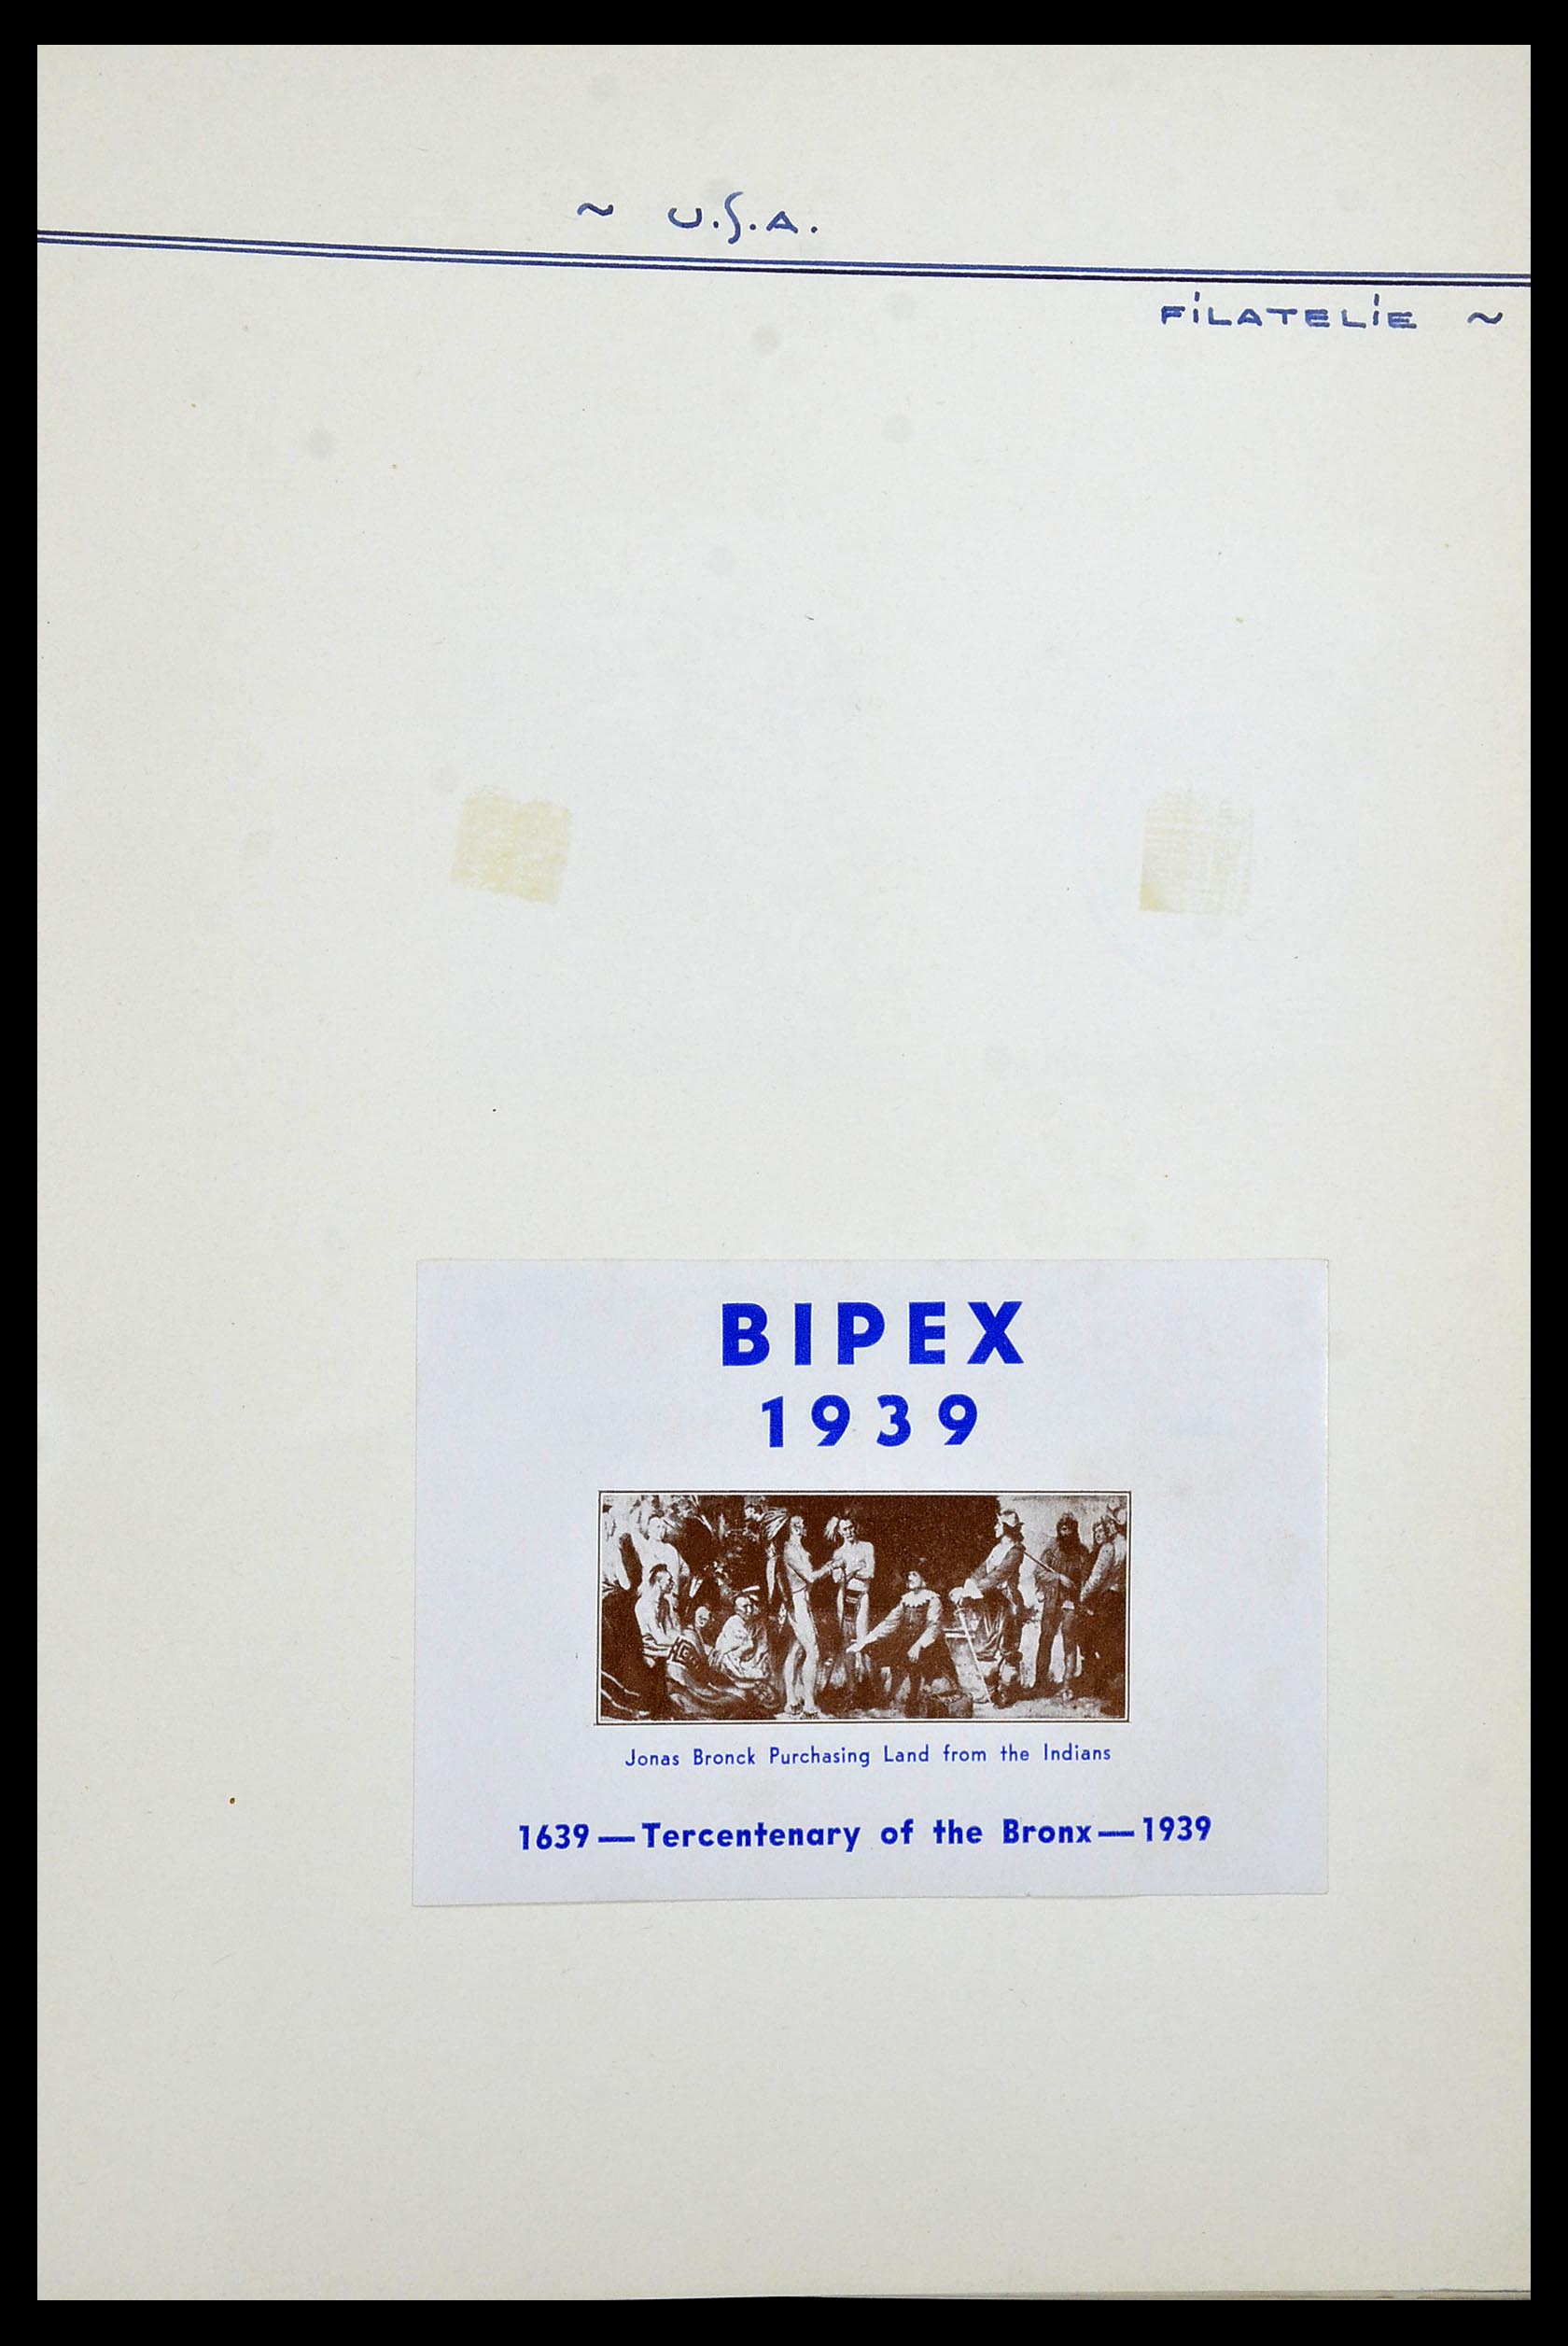 ~ U.S.A.
FiLATELiE ~
BIPEX
1939
Jonas Bronck Purchasing Land from the Indians
1639—Tercentenary of the Bronx—1939